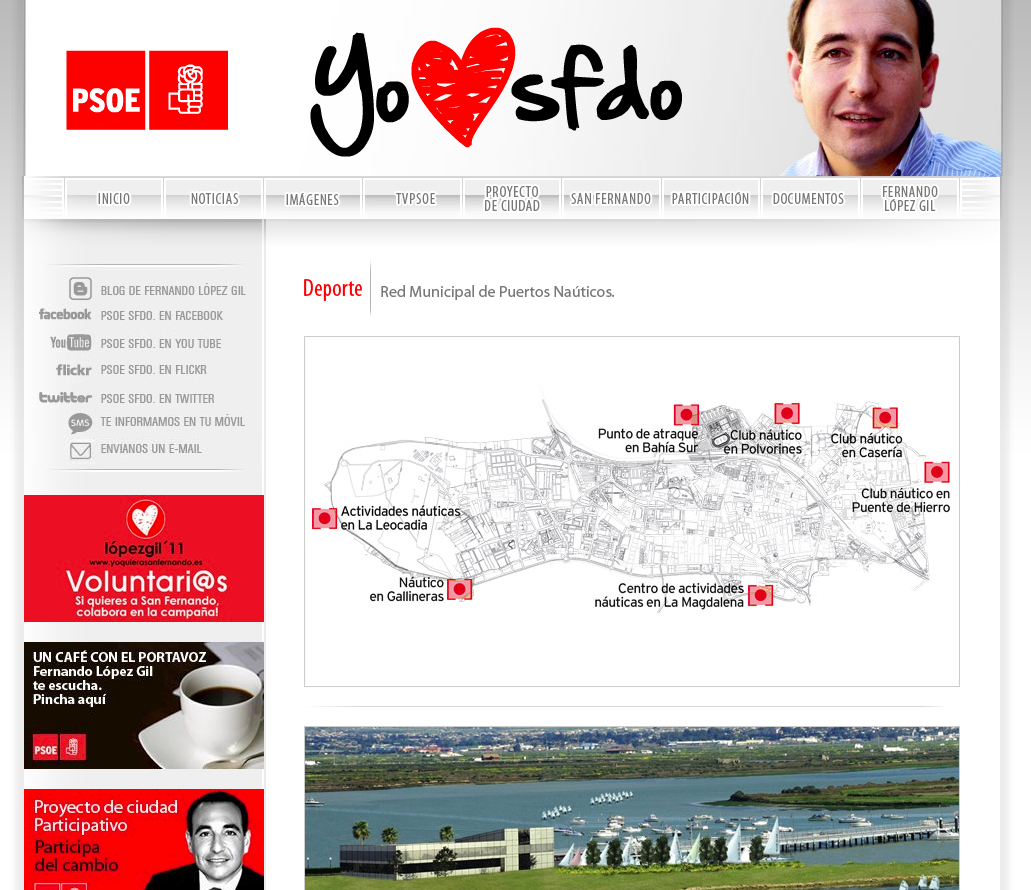 PSOE
yo sfdo
INICIO
NOTICIAS
IMÁGENES
TVPSOE
PROYECTO
DE CIUDAD
SAN FERNANDO
PARTICIPACIÓN
DOCUMENTOS
FERNANDO
LÓPEZ GIL
BLOG DE FERNANDO LÓPEZ GIL
facebook PSOE SFDO. EN FACEBOOK
YouTube PSOE SFDO. EN YOU TUBE
flickr PSOE SFDO. EN FLICKR
twitter PSOE SFDO. EN TWITTER
SMS TE INFORMAMOS EN TU MÓVIL
ENVIANOS UN E-MAIL
lópezgil´11
www.yoquierasanfernando.es
Voluntari@s
Si quieres a San Fernando,
colabora en la campaña!
UN CAFÉ CON EL PORTAVOZ
Fernando López Gil
te escucha.
Pincha aquí
PSOE
Proyecto de ciudad
Participativo
Participa
del cambio
Deporte Red Municipal de Puertos Naúticos.
Punto de atraque
en Bahía Sur
Club náutico
en Polvorines
Club náutico
en Casería
Club náutico en
Puente de Hierro
Actividades náuticas
en La Leocadia
Náutico
en Gallineras
Centro de actividades
náuticas en La Magdalena